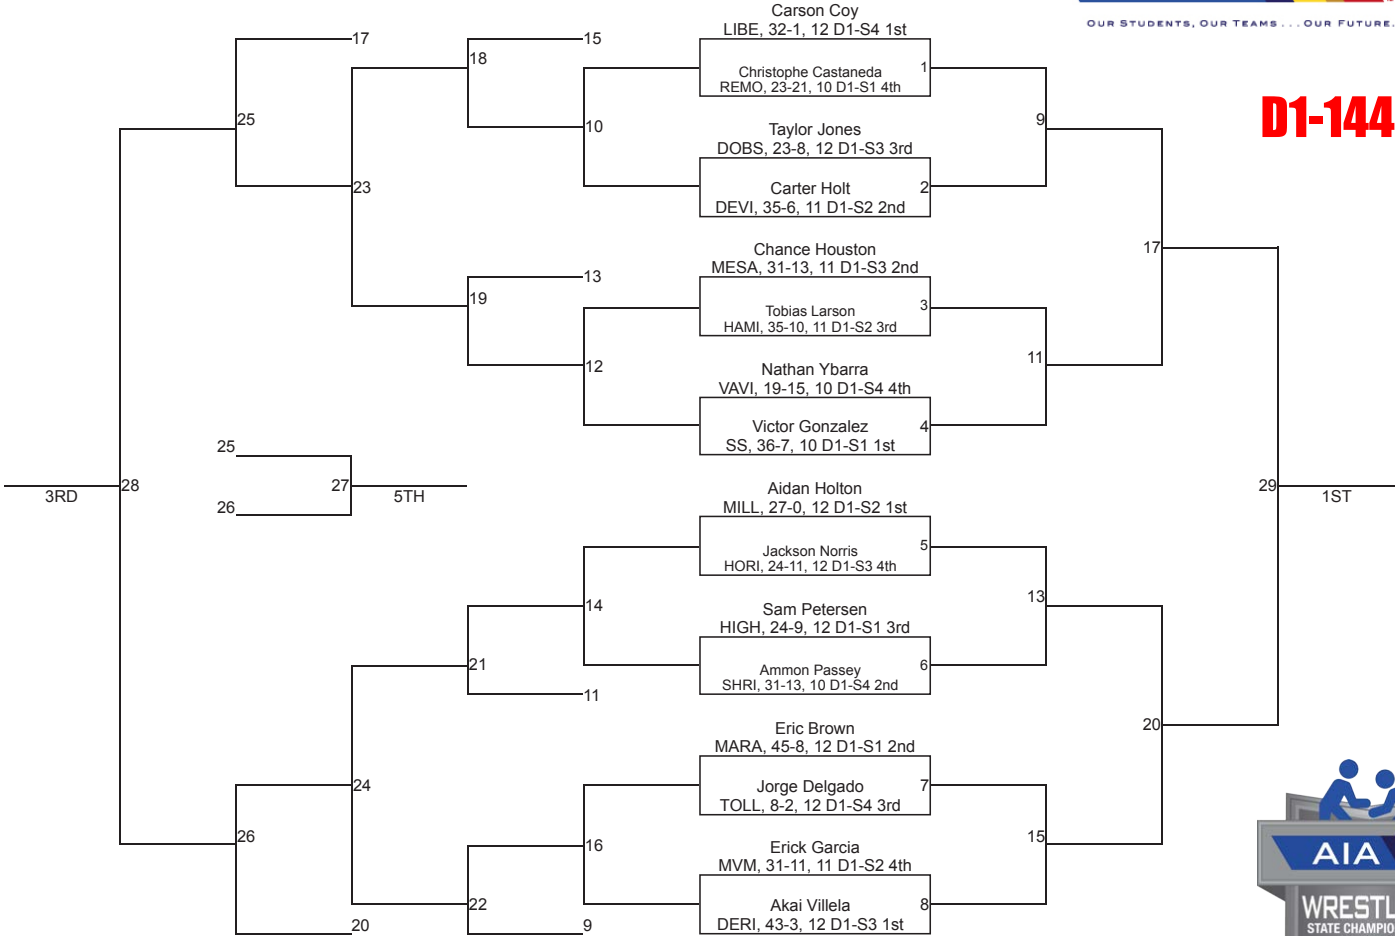 OUR STUDENTS, OUR TEAMS . . . OUR FUTURE.
D1-144
Carson Coy
LIBE, 32-1, 12 D1-S4 1st
17
15
18
Christophe Castaneda
REMO, 23-21, 10 D1-S1 4th
1
25
10
9
Taylor Jones
DOBS, 23-8, 12 D1-S3 3rd
23
Carter Holt
DEVI, 35-6, 11 D1-S2 2nd
2
Chance Houston
MESA, 31-13, 11 D1-S3 2nd
17
13
19
Tobias Larson
HAMI, 35-10, 11 D1-S2 3rd
3
12
11
Nathan Ybarra
VAVI, 19-15, 10 D1-S4 4th
Victor Gonzalez
SS, 36-7, 10 D1-S1 1st
4
25
3RD
28
27
5TH
26
29
1ST
Aidan Holton
MILL, 27-0, 12 D1-S2 1st
Jackson Norris
HORI, 24-11, 12 D1-S3 4th
5
14
13
Sam Petersen
HIGH, 24-9, 12 D1-S1 3rd
21
Ammon Passey
SHRI, 31-13, 10 D1-S4 2nd
6
11
Eric Brown
MARA, 45-8, 12 D1-S1 2nd
20
24
Jorge Delgado
TOLL, 8-2, 12 D1-S4 3rd
7
26
16
15
Erick Garcia
MVM, 31-11, 11 D1-S2 4th
22
Akai Villela
DERI, 43-3, 12 D1-S3 1st
8
20
9
AIA
WRESTL
STATE CHAMPIO